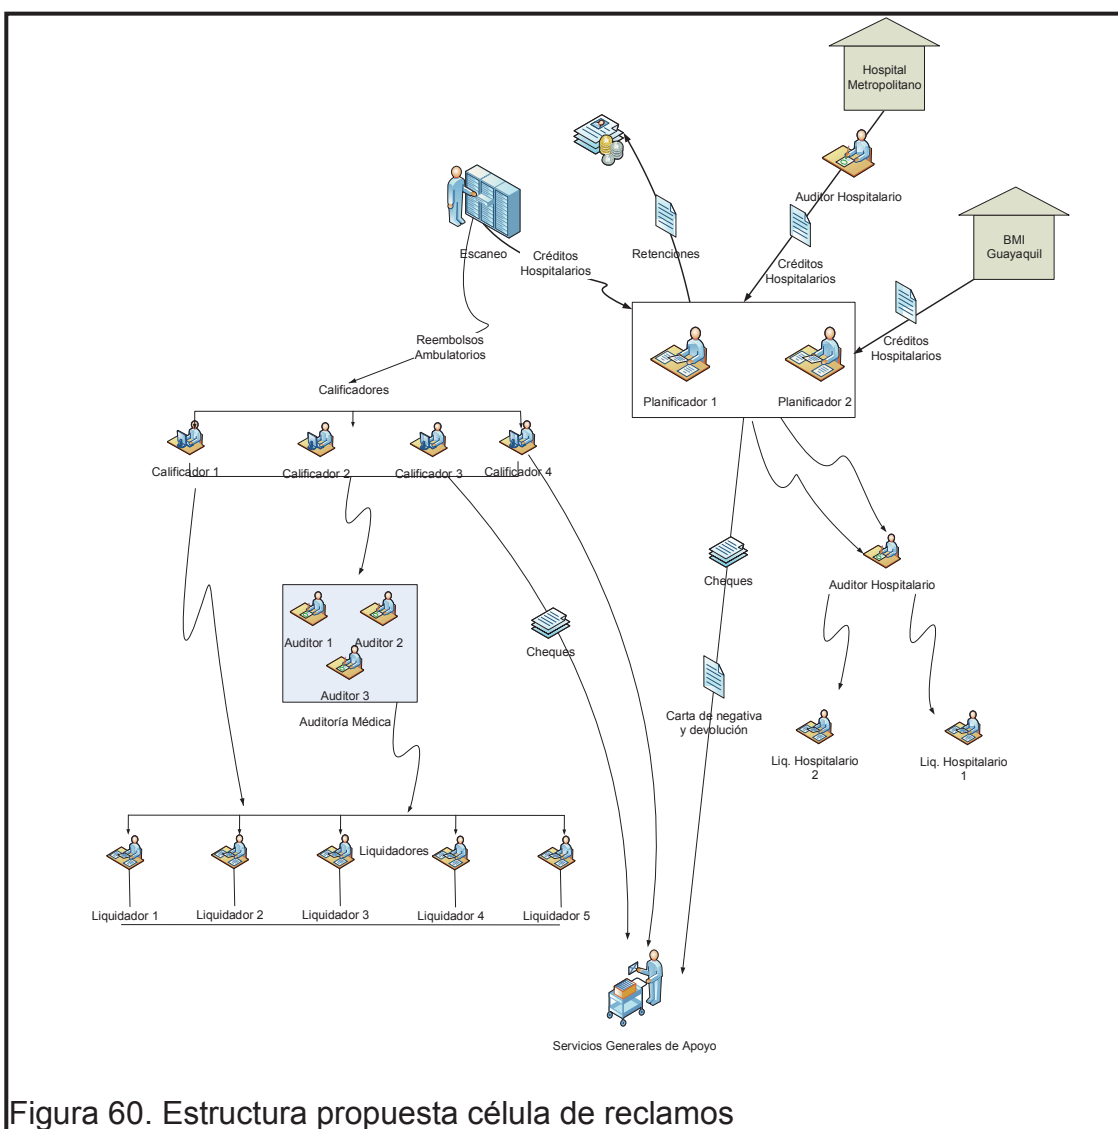 Hospital
Metropolitano
Auditor Hospitalario
BMI
Guayaquil
Escaneo
Créditos
Hospitalarios
Retenciones
Créditos
Hospitalarios
Créditos
Hospitalarios
Reembolsos
Ambulatorios
Calificadores
Planificador 1
Planificador 2
Calificador 1
Calificador 2
Calificador 3
Calificador 4
Cheques
Auditor Hospitalario
Auditor 1
Auditor 2
Auditor 3
Auditoría Médica
Cheques
Carta de negativa
y devolución
Liq. Hospitalario
2
Liq. Hospitalario
1
Liquidadores
Liquidador 1
Liquidador 2
Liquidador 3
Liquidador 4
Liquidador 5
Servicios Generales de Apoyo
Figura 60. Estructura propuesta célula de reclamos